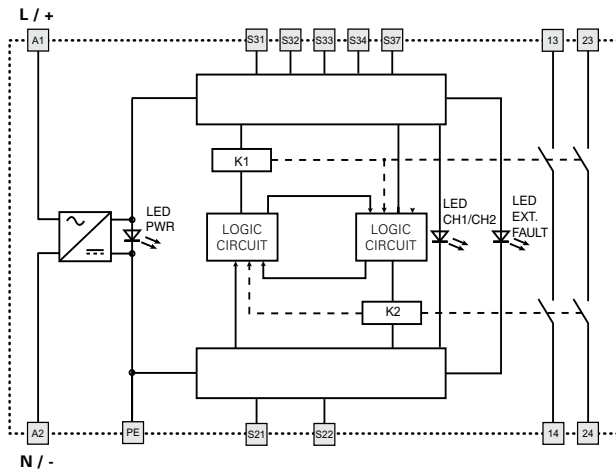 L / +
A1
S31
S32
S33
S34
S37
13
23
K1
LED
PWR
LOGIC
CIRCUIT
LOGIC
CIRCUIT
LED
CH1/CH2
LED
EXT.
FAULT
K2
A2
PE
S21
S22
14
24
N / -